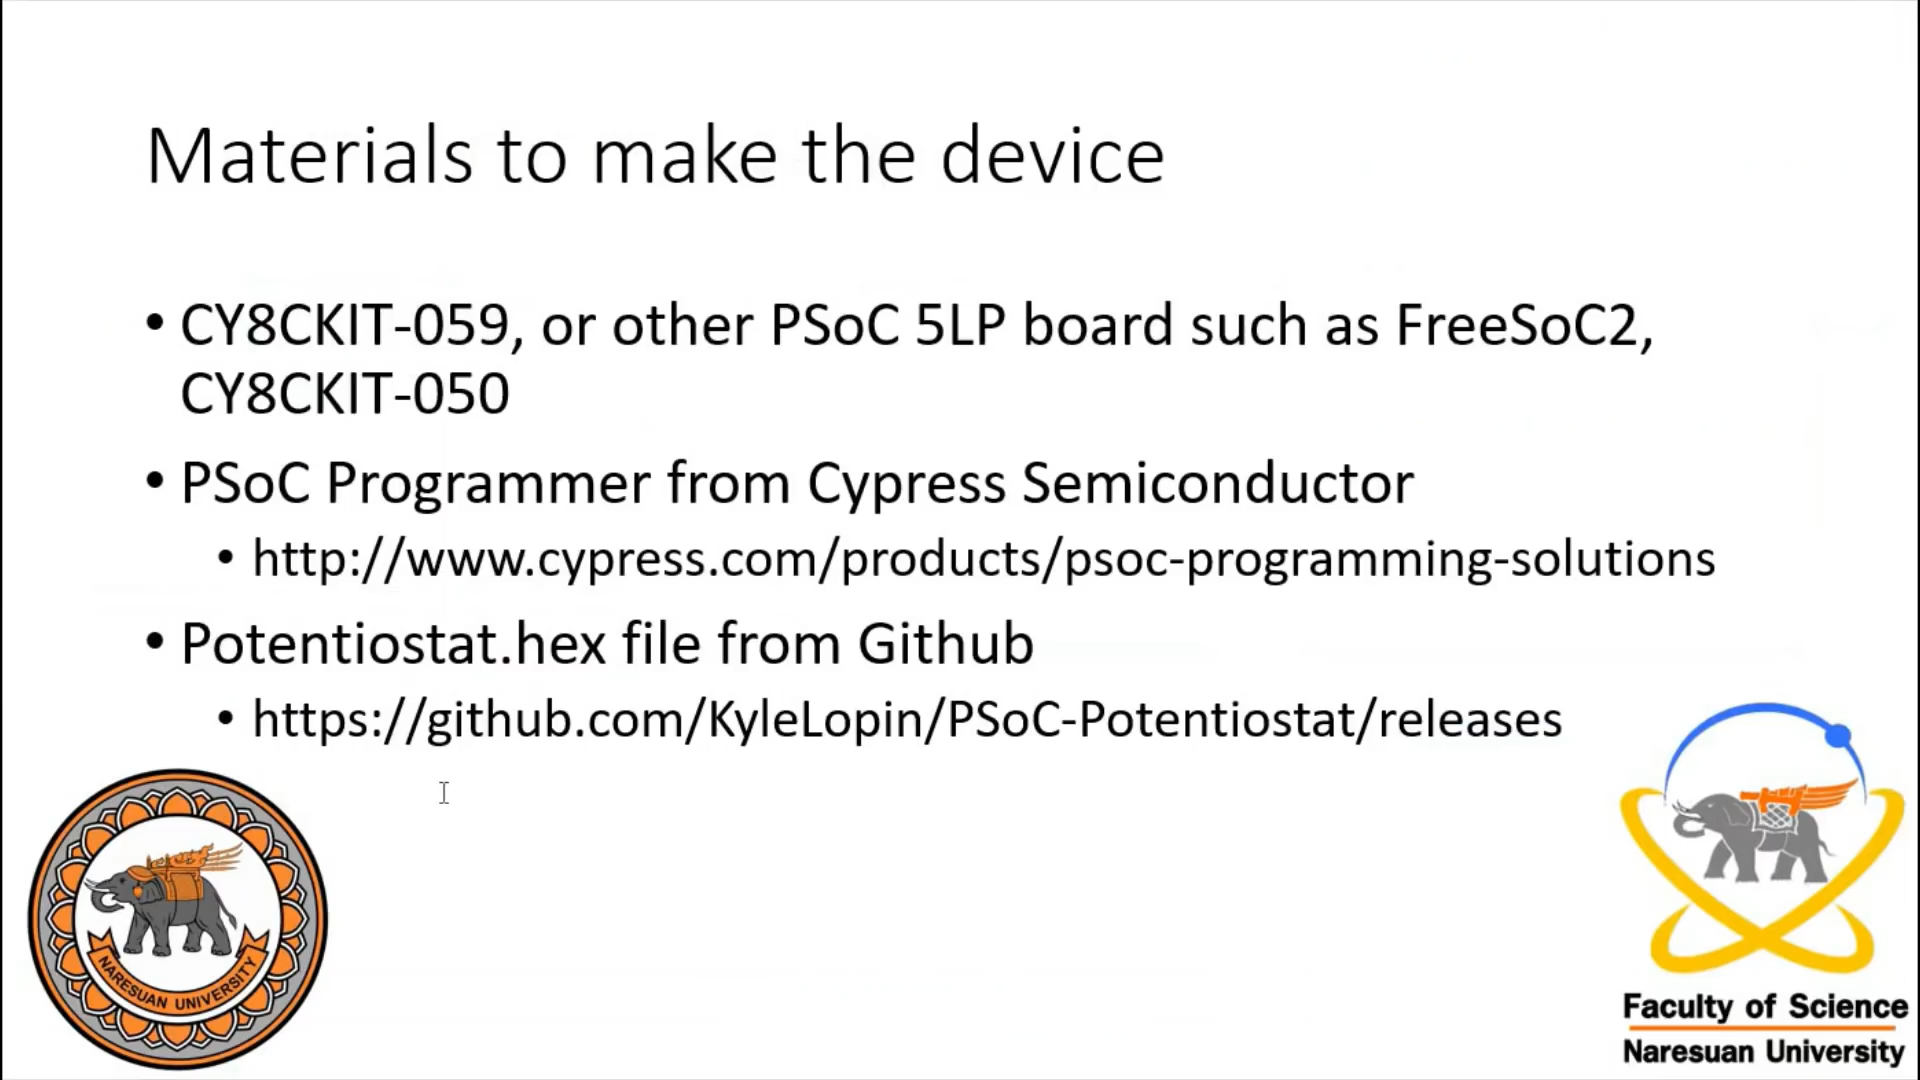 Materials to make the device
• CY8CKIT-059, or other PSoC 5LP board such as FreeSoC2,
CY8CKIT-050
• PSoC Programmer from Cypress Semiconductor
• http://www.cypress.com/products/psoc-programming-solutions
• Potentiostat.hex file from Github
• https://github.com/KyleLopin/PSoC-Potentiostat/releases
NARESUAN UNIVERSITY
Faculty of Science
Naresuan University